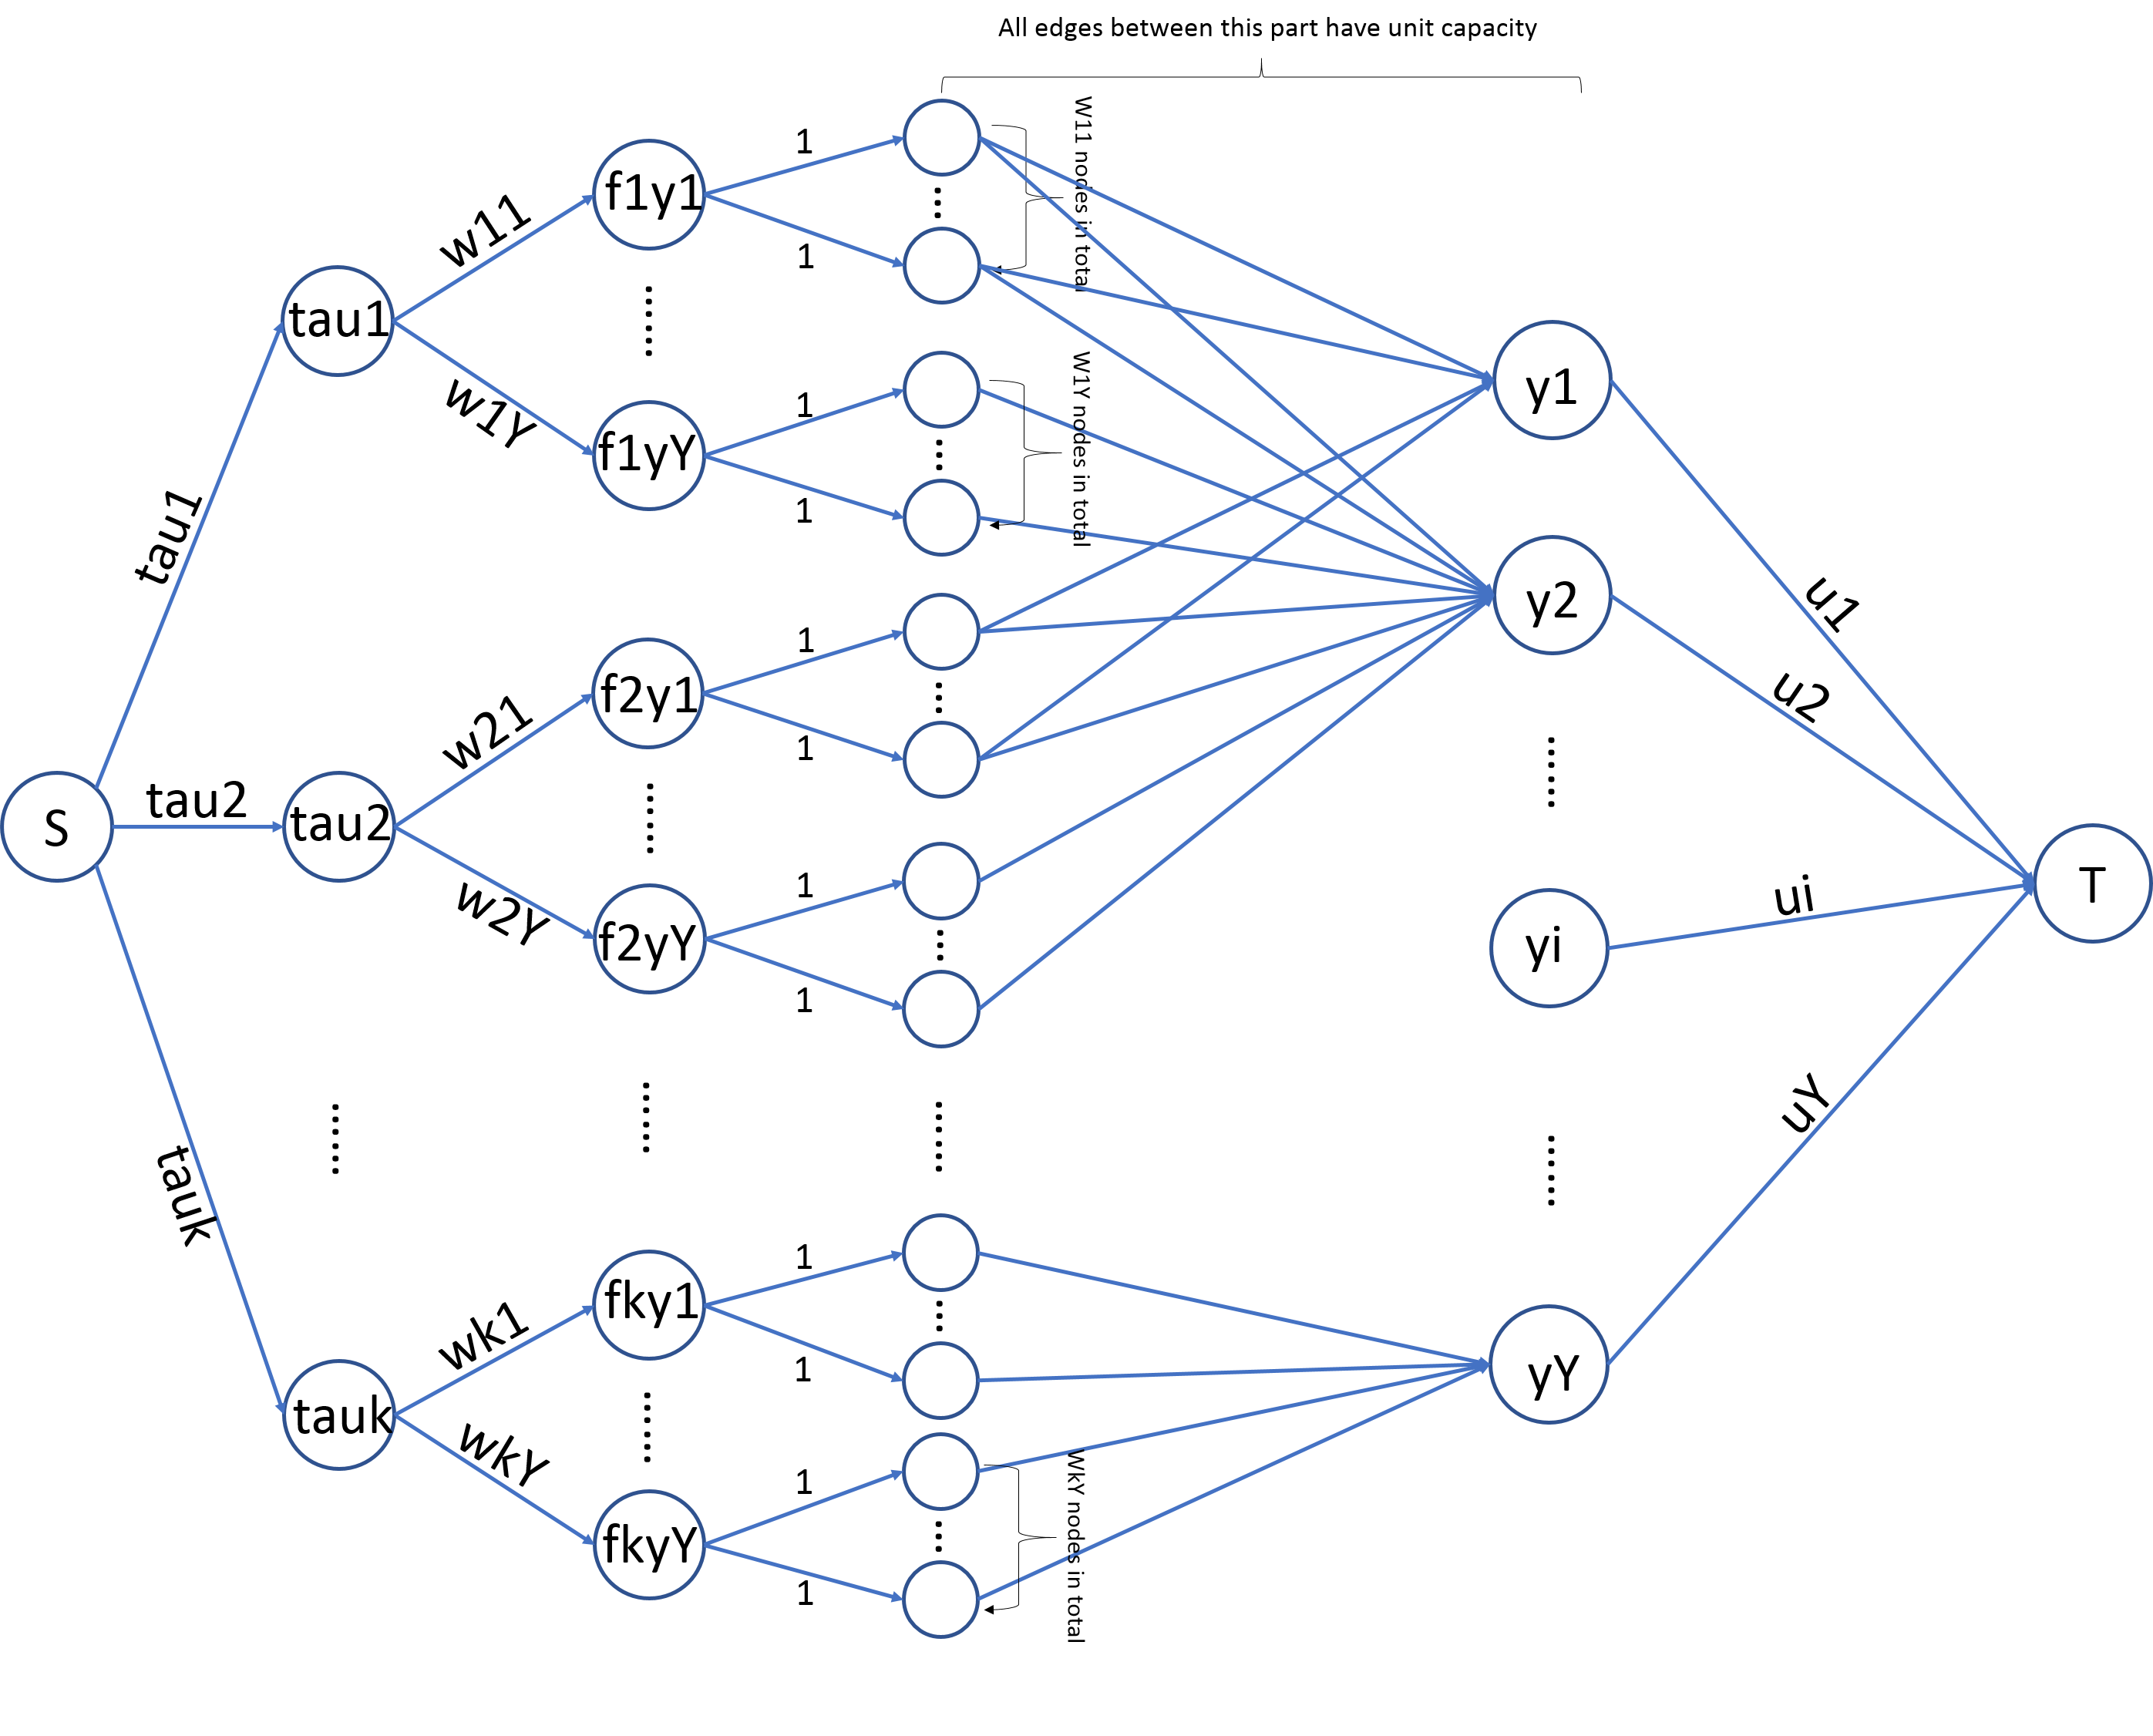 All edges between this part have unit capacity
W11 nodes in total
1
f1y1
w11
1
tau1
W1Y nodes in total
y1
w1Y
1
f1yY
tau1
1
y2
u1
1
f2y1
w21
u2
1
S
tau2
tau2
T
w2Y
1
f2yY
yi
ui
1
uY
tauk
1
fky1
wk1
1
yY
tauk
wkY
1
fkyY
WkY nodes in total
1